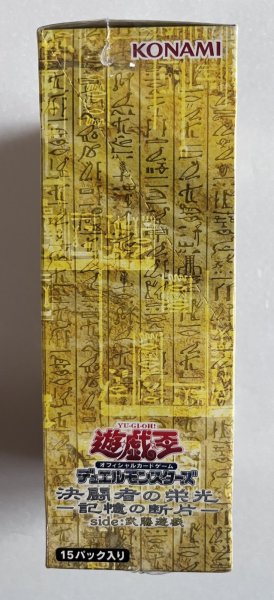 KONAMI
YU-GI-OH!
遊戯王
オフィシャルカードゲーム
デュエルモンスターズ
決闘者の栄光
―記憶の断片―
side:武藤遊戯
15パック入り